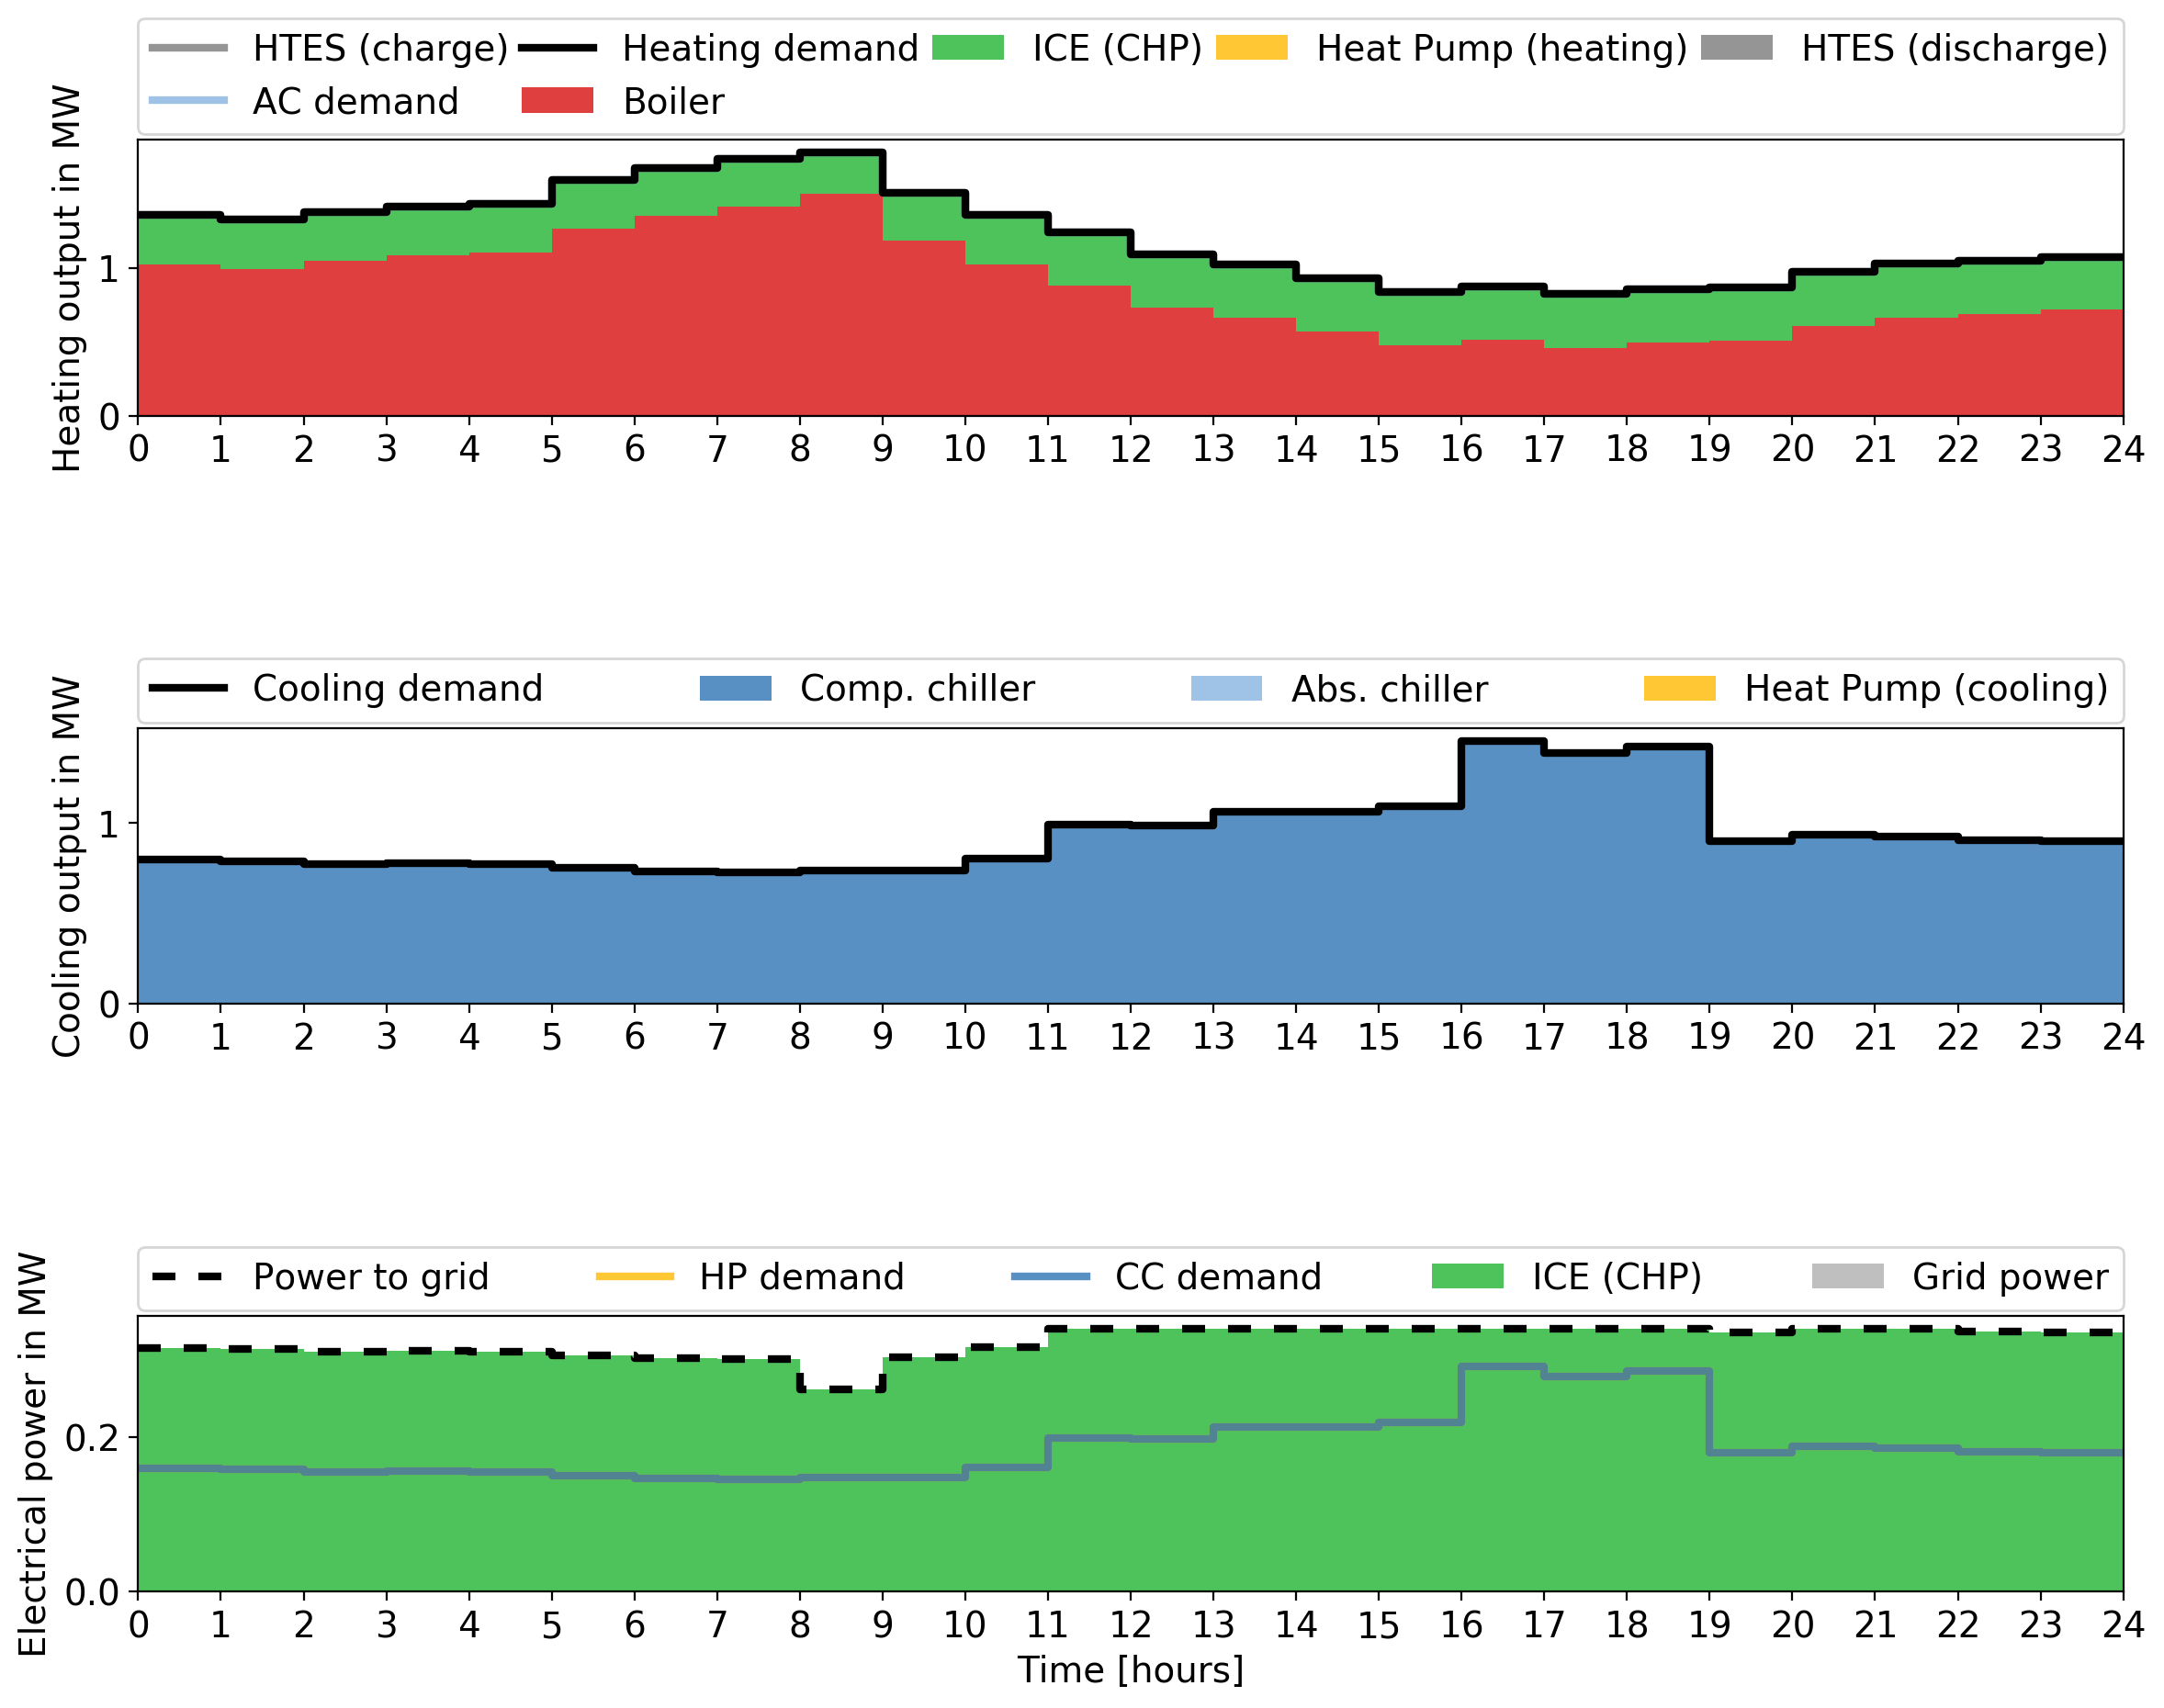 HTES (charge) Heating demand ICE (CHP) Heat Pump (heating) HTES (discharge)
AC demand Boiler
Heating output in MW
1
0
0 1 2 3 4 5 6 7 8 9 10 11 12 13 14 15 16 17 18 19 20 21 22 23 24
Cooling demand Comp. chiller Abs. chiller Heat Pump (cooling)
Cooling output in MW
1
0
0 1 2 3 4 5 6 7 8 9 10 11 12 13 14 15 16 17 18 19 20 21 22 23 24
Power to grid HP demand CC demand ICE (CHP) Grid power
Electrical power in MW
0.2
0.0
0 1 2 3 4 5 6 7 8 9 10 11 12 13 14 15 16 17 18 19 20 21 22 23 24
Time [hours]